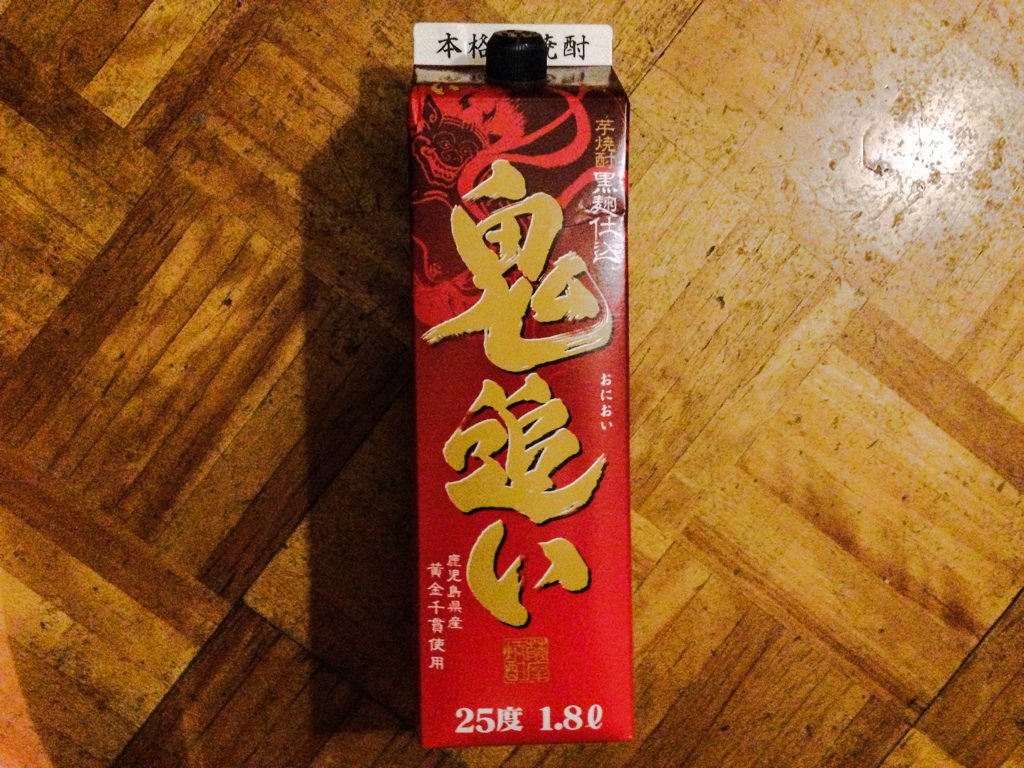 本格 焼酎
芋焼酎 黒麹仕込
鬼追い
おにおい
鹿児島県産
黄金千貫使用
25度 1.8ℓ